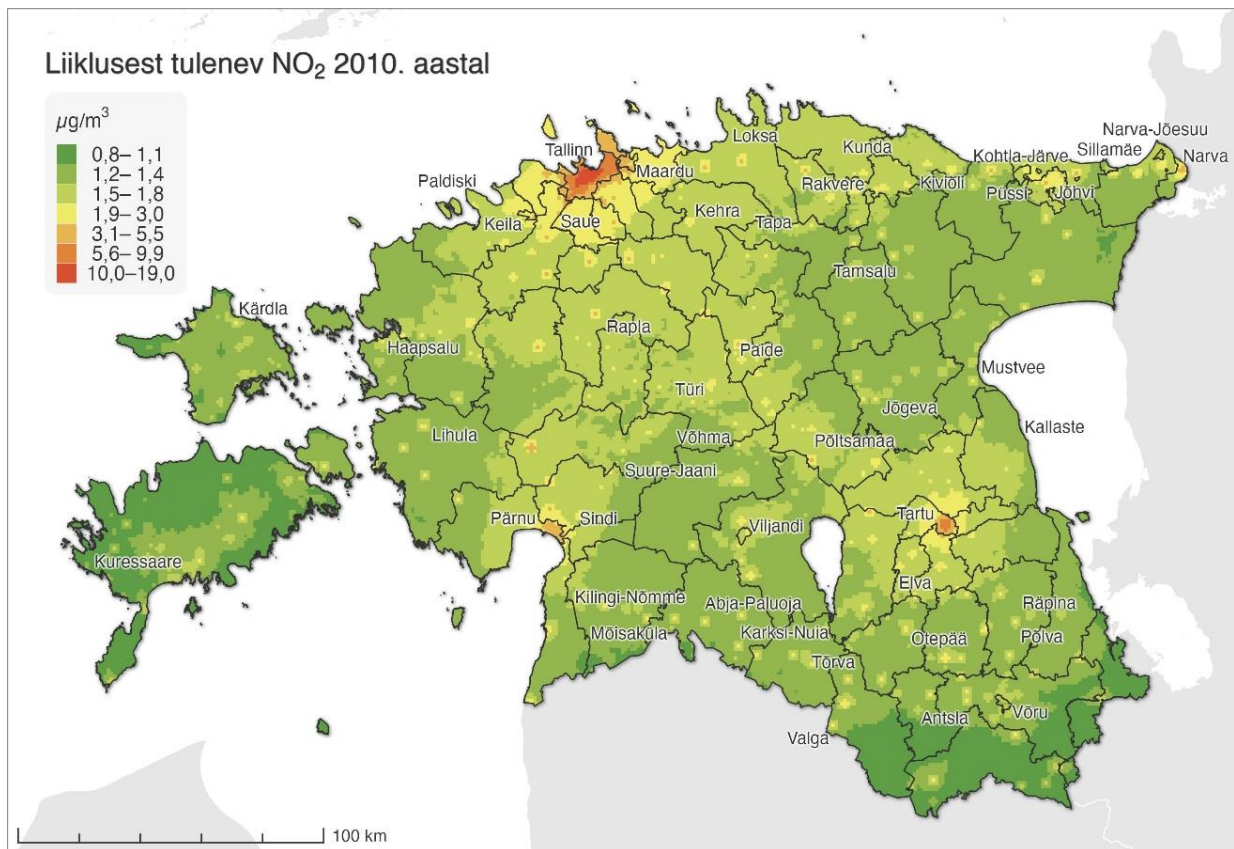 Liiklusest tulenev NO₂ 2010. aastal
µg/m³
0,8– 1,1
1,2– 1,4
1,5– 1,8
1,9– 3,0
3,1– 5,5
5,6– 9,9
10,0–19,0
Tallinn
Loksa
Kunda
Narva-Jõesuu
Sillamäe
Narva
Kohtla-Järve
Maardu
Paldiski
Rakvere
Kiviõli
Püssi
Jõhvi
Keila
Saue
Kehra
Tapa
Tamsalu
Kärdla
Haapsalu
Rapla
Paide
Mustvee
Türi
Jõgeva
Kallaste
Lihula
Võhma
Põltsamaa
Suure-Jaani
Pärnu
Sindi
Viljandi
Tartu
Kuressaare
Elva
Kilingi-Nõmme
Abja-Paluoja
Räpina
Mõisaküla
Karksi-Nuia
Otepää
Põlva
Tõrva
Antsla
Võru
Valga
100 km